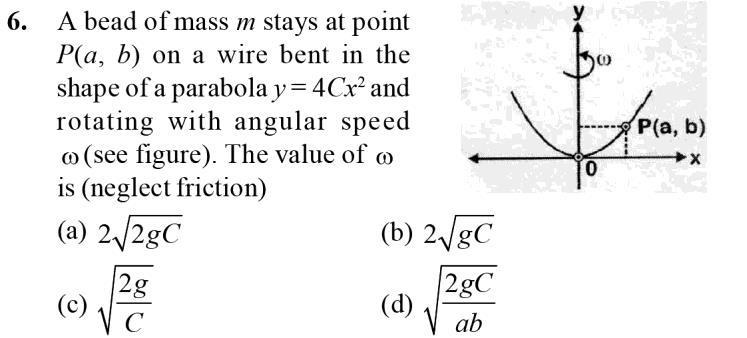 6. A bead of mass m stays at point
P(a, b) on a wire bent in the
shape of a parabola y = 4Cx² and
rotating with angular speed
ω (see figure). The value of ω
is (neglect friction)
(a) 2√2gC (b) 2√gC
(c) √2g/C (d) √2gC/ab
y
ω
P(a, b)
x
0